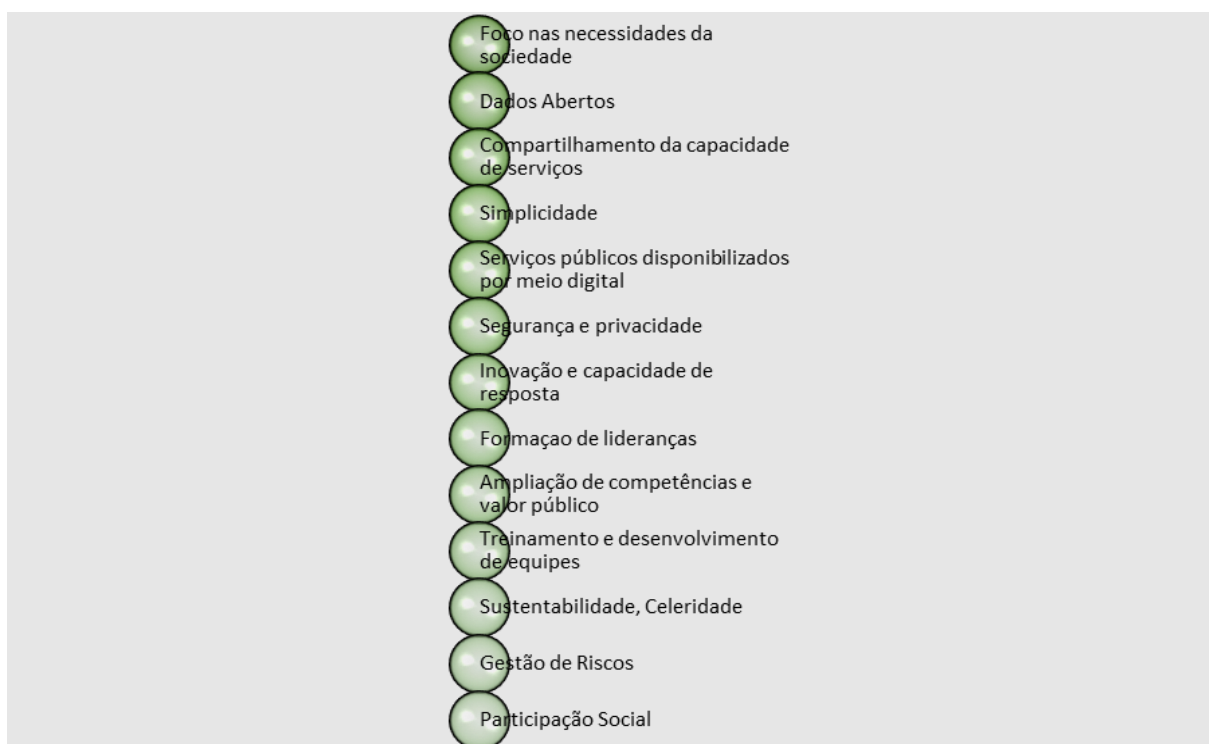 Foco nas necessidades da
sociedade
Dados Abertos
Compartilhamento da capacidade
de serviços
Simplicidade
Serviços públicos disponibilizados
por meio digital
Segurança e privacidade
Inovação e capacidade de
resposta
Formaçao de lideranças
Ampliação de competências e
valor público
Treinamento e desenvolvimento
de equipes
Sustentabilidade, Celeridade
Gestão de Riscos
Participação Social